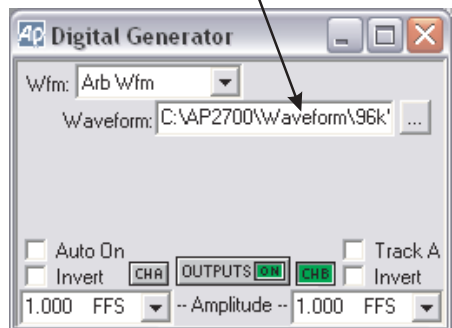 Ap Digital Generator
Wfm: Arb Wfm
Waveform: C:\AP2700\Waveform\96k' ...
Auto On Track A
Invert CHA OUTPUTS ON CHB Invert
1.000 FFS -- Amplitude -- 1.000 FFS